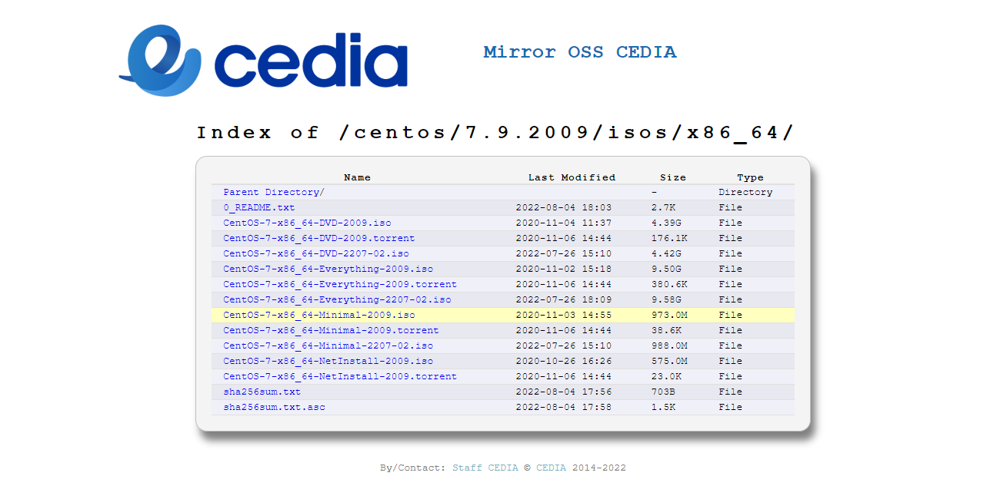 cedia
Mirror OSS CEDIA
Index of /centos/7.9.2009/isos/x86_64/
Name Last Modified Size Type
Parent Directory/ - Directory
0_README.txt 2022-08-04 18:03 2.7K File
CentOS-7-x86_64-DVD-2009.iso 2020-11-04 11:37 4.39G File
CentOS-7-x86_64-DVD-2009.torrent 2020-11-06 14:44 176.1K File
CentOS-7-x86_64-DVD-2207-02.iso 2022-07-26 15:10 4.42G File
CentOS-7-x86_64-Everything-2009.iso 2020-11-02 15:18 9.50G File
CentOS-7-x86_64-Everything-2009.torrent 2020-11-06 14:44 380.6K File
CentOS-7-x86_64-Everything-2207-02.iso 2022-07-26 18:09 9.58G File
CentOS-7-x86_64-Minimal-2009.iso 2020-11-03 14:55 973.0M File
CentOS-7-x86_64-Minimal-2009.torrent 2020-11-06 14:44 38.6K File
CentOS-7-x86_64-Minimal-2207-02.iso 2022-07-26 15:10 988.0M File
CentOS-7-x86_64-NetInstall-2009.iso 2020-10-26 16:26 575.0M File
CentOS-7-x86_64-NetInstall-2009.torrent 2020-11-06 14:44 23.0K File
sha256sum.txt 2022-08-04 17:56 703B File
sha256sum.txt.asc 2022-08-04 17:58 1.5K File
By/Contact: Staff CEDIA © CEDIA 2014-2022